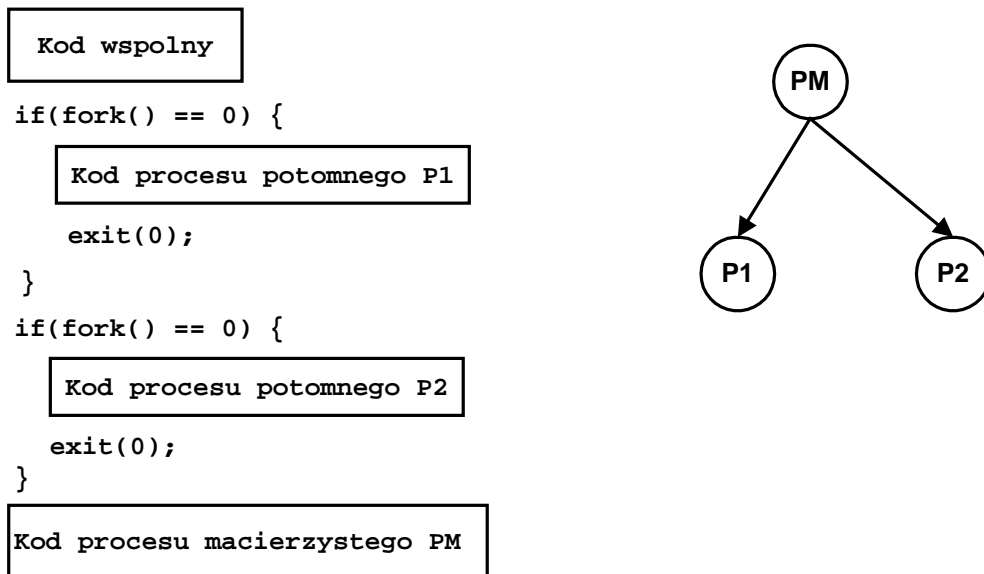 Kod wspolny
if(fork() == 0) {
Kod procesu potomnego P1
exit(0);
}
if(fork() == 0) {
Kod procesu potomnego P2
exit(0);
}
Kod procesu macierzystego PM
PM
P1
P2